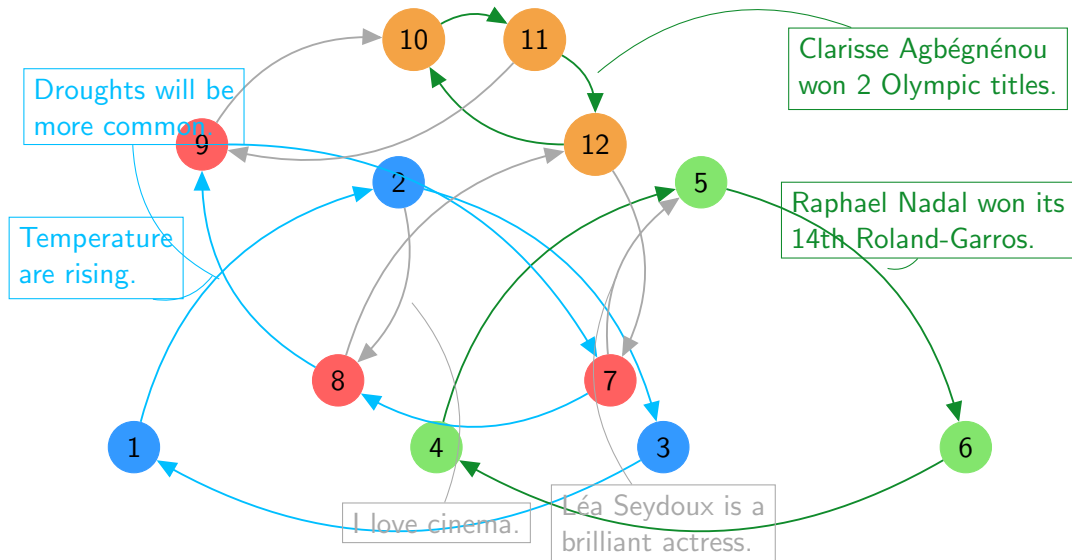 10
11
Clarisse Agbégnénou
won 2 Olympic titles.
Droughts will be
more common.
9
12
2
5
Raphael Nadal won its
14th Roland-Garros.
Temperature
are rising.
8
7
1
4
3
6
I love cinema.
Léa Seydoux is a
brilliant actress.